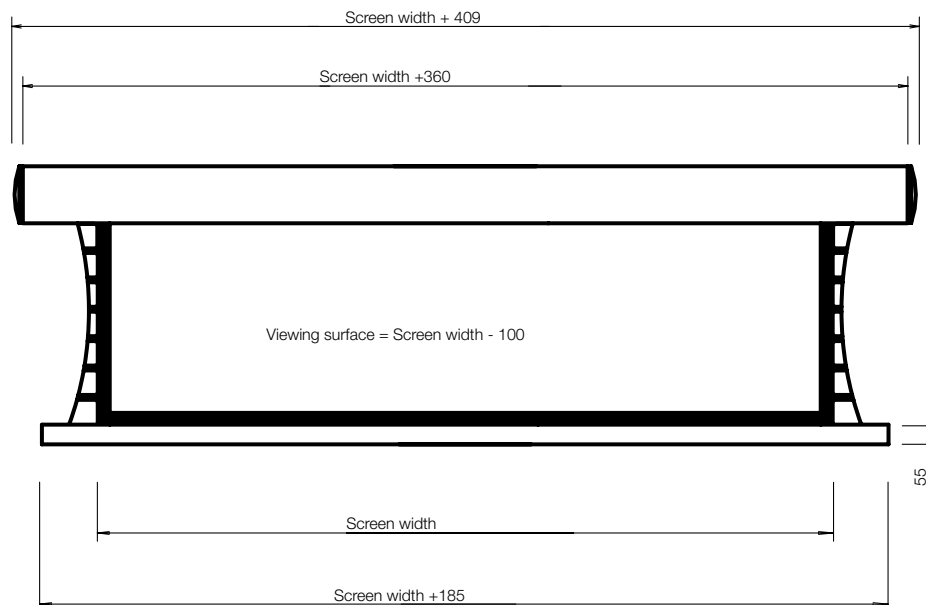 Screen width + 409
Screen width +360
Viewing surface = Screen width - 100
55
Screen width
Screen width +185